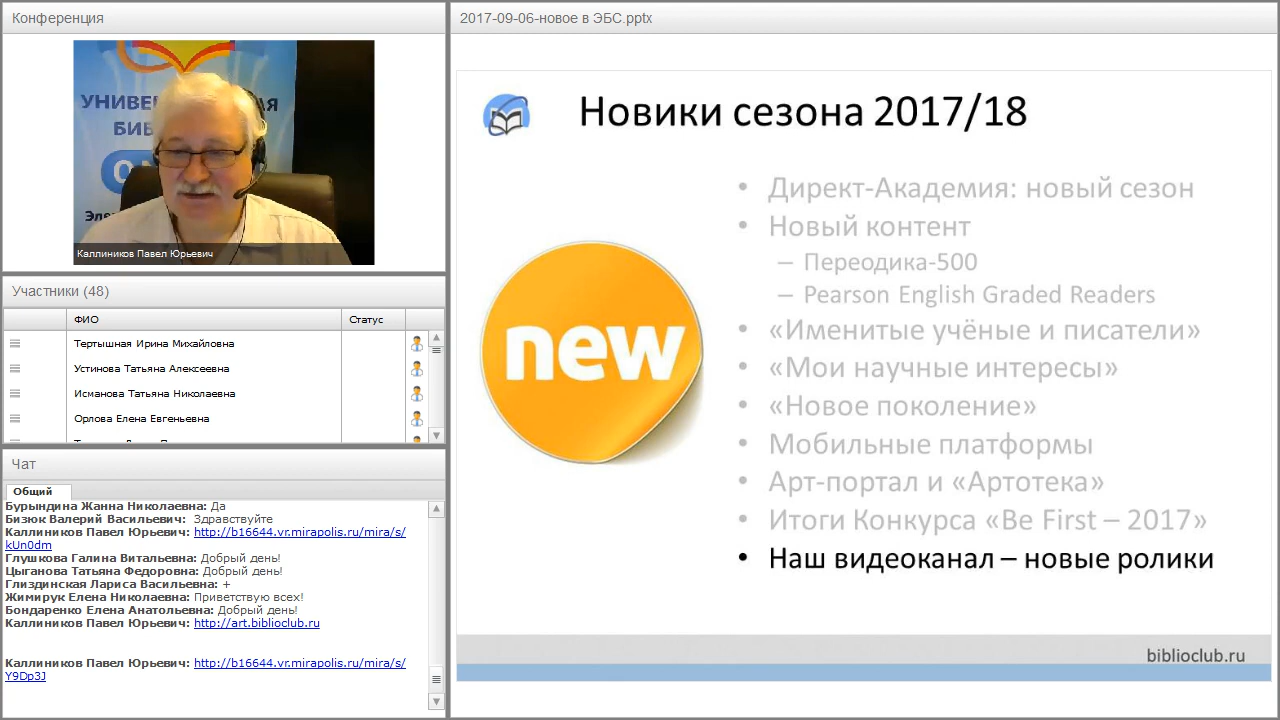 Конференция
УНИВЕР АЯ
БИБ
Каллиников Павел Юрьевич
Участники (48)
ФИО Статус
Тертышная Ирина Михайловна
Устинова Татьяна Алексеевна
Исманова Татьяна Николаевна
Орлова Елена Евгеньевна
Чат
Общий
Бурындина Жанна Николаевна: Да
Бизюк Валерий Васильевич: Здравствуйте
Каллиников Павел Юрьевич: http://b16644.vr.mirapolis.ru/mira/s/
kUn0dm
Глушкова Галина Витальевна: Добрый день!
Цыганова Татьяна Федоровна: Добрый день!
Глиздинская Лариса Васильевна: +
Жимирук Елена Николаевна: Приветствую всех!
Бондаренко Елена Анатольевна: Добрый день!
Каллиников Павел Юрьевич: http://art.biblioclub.ru
Каллиников Павел Юрьевич: http://b16644.vr.mirapolis.ru/mira/s/
Y9Dp3J
2017-09-06-новое в ЭБС.pptx
Новики сезона 2017/18
new
• Директ-Академия: новый сезон
• Новый контент
– Переодика-500
– Pearson English Graded Readers
• «Именитые учёные и писатели»
• «Мои научные интересы»
• «Новое поколение»
• Мобильные платформы
• Арт-портал и «Артотека»
• Итоги Конкурса «Be First – 2017»
• Наш видеоканал – новые ролики
biblioclub.ru